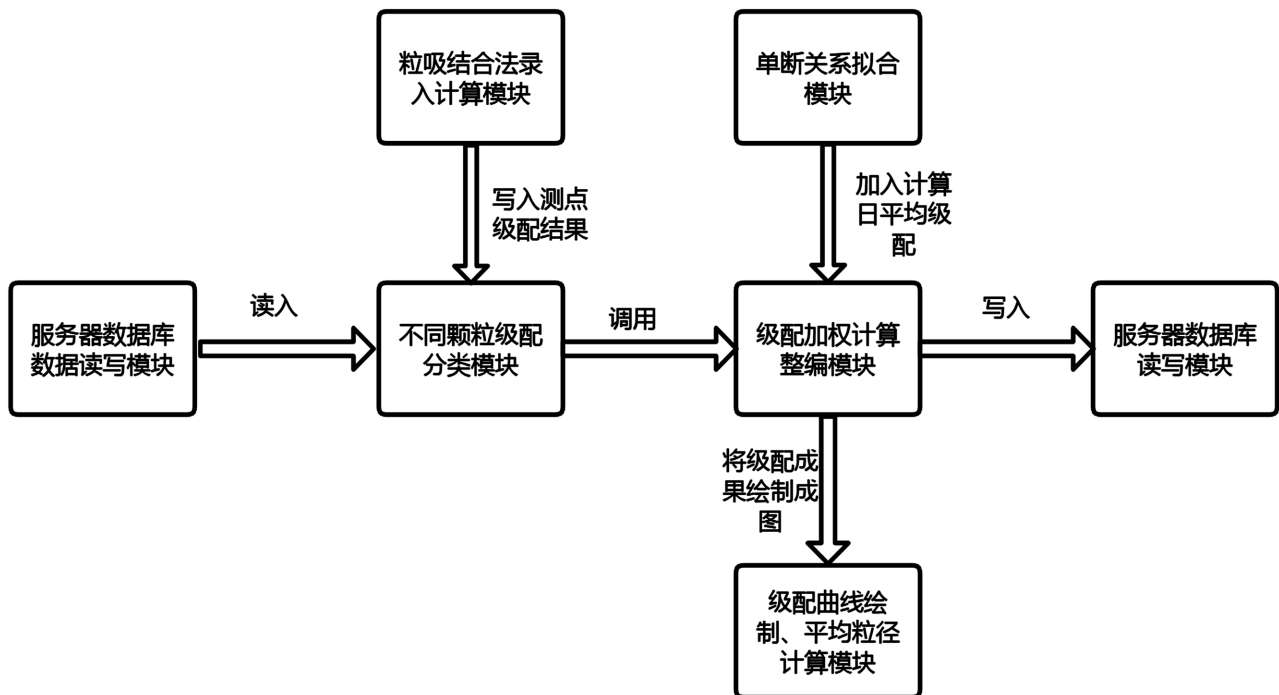 粒吸结合法录
入计算模块
单断关系拟合
模块
写入测点
级配结果
加入计算
日平均级
配
服务器数据库
数据读写模块
读入
不同颗粒级配
分类模块
调用
级配加权计算
整编模块
写入
服务器数据库
读写模块
将级配成
果绘制成
图
级配曲线绘
制、平均粒径
计算模块